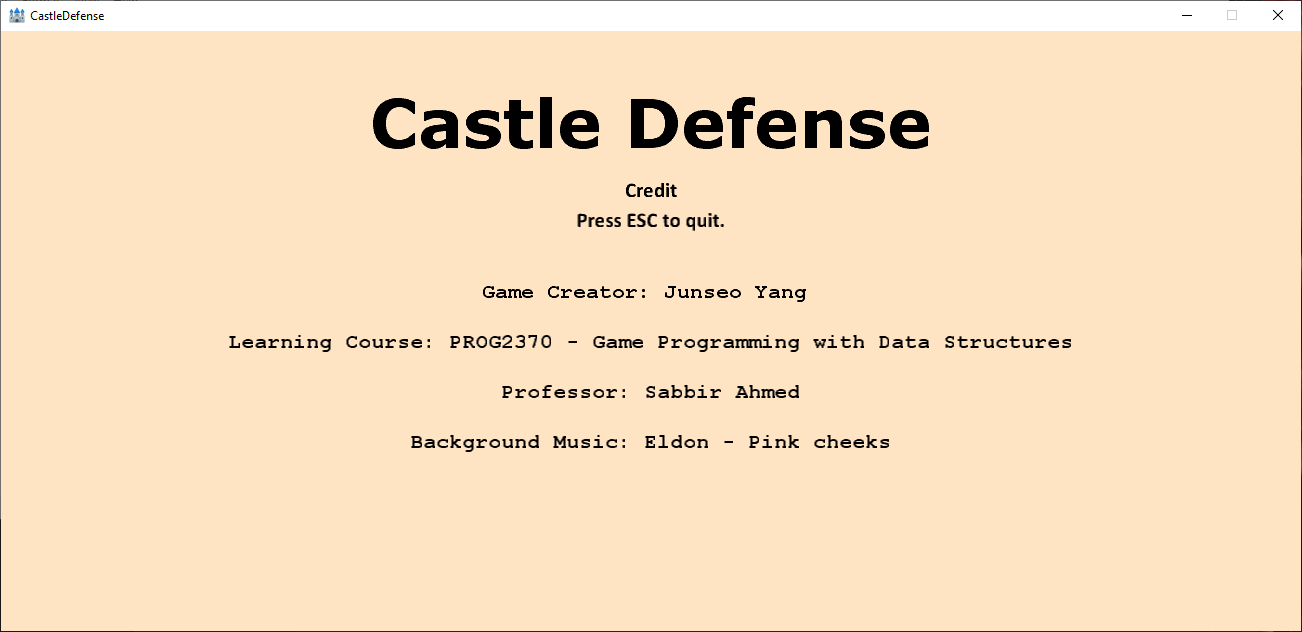 CastleDefense
Castle Defense
Credit
Press ESC to quit.
Game Creator: Junseo Yang
Learning Course: PROG2370 - Game Programming with Data Structures
Professor: Sabbir Ahmed
Background Music: Eldon - Pink cheeks